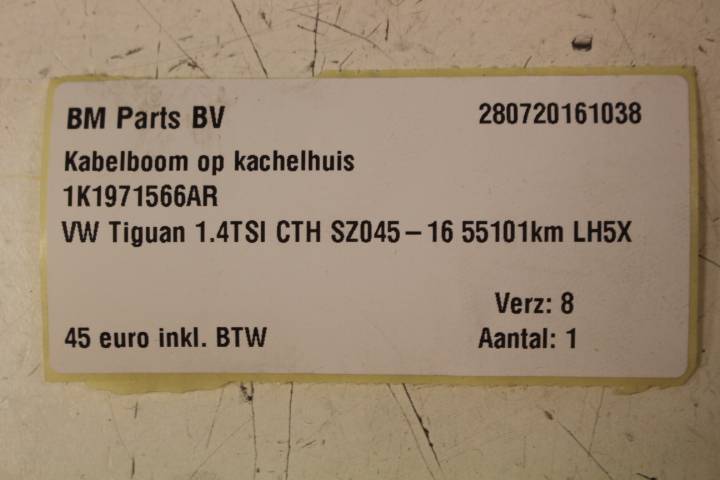 BM Parts BV 280720161038
Kabelboom op kachelhuis
1K1971566AR
VW Tiguan 1.4TSI CTH SZ045 – 16 55101km LH5X
Verz: 8
45 euro inkl. BTW Aantal: 1